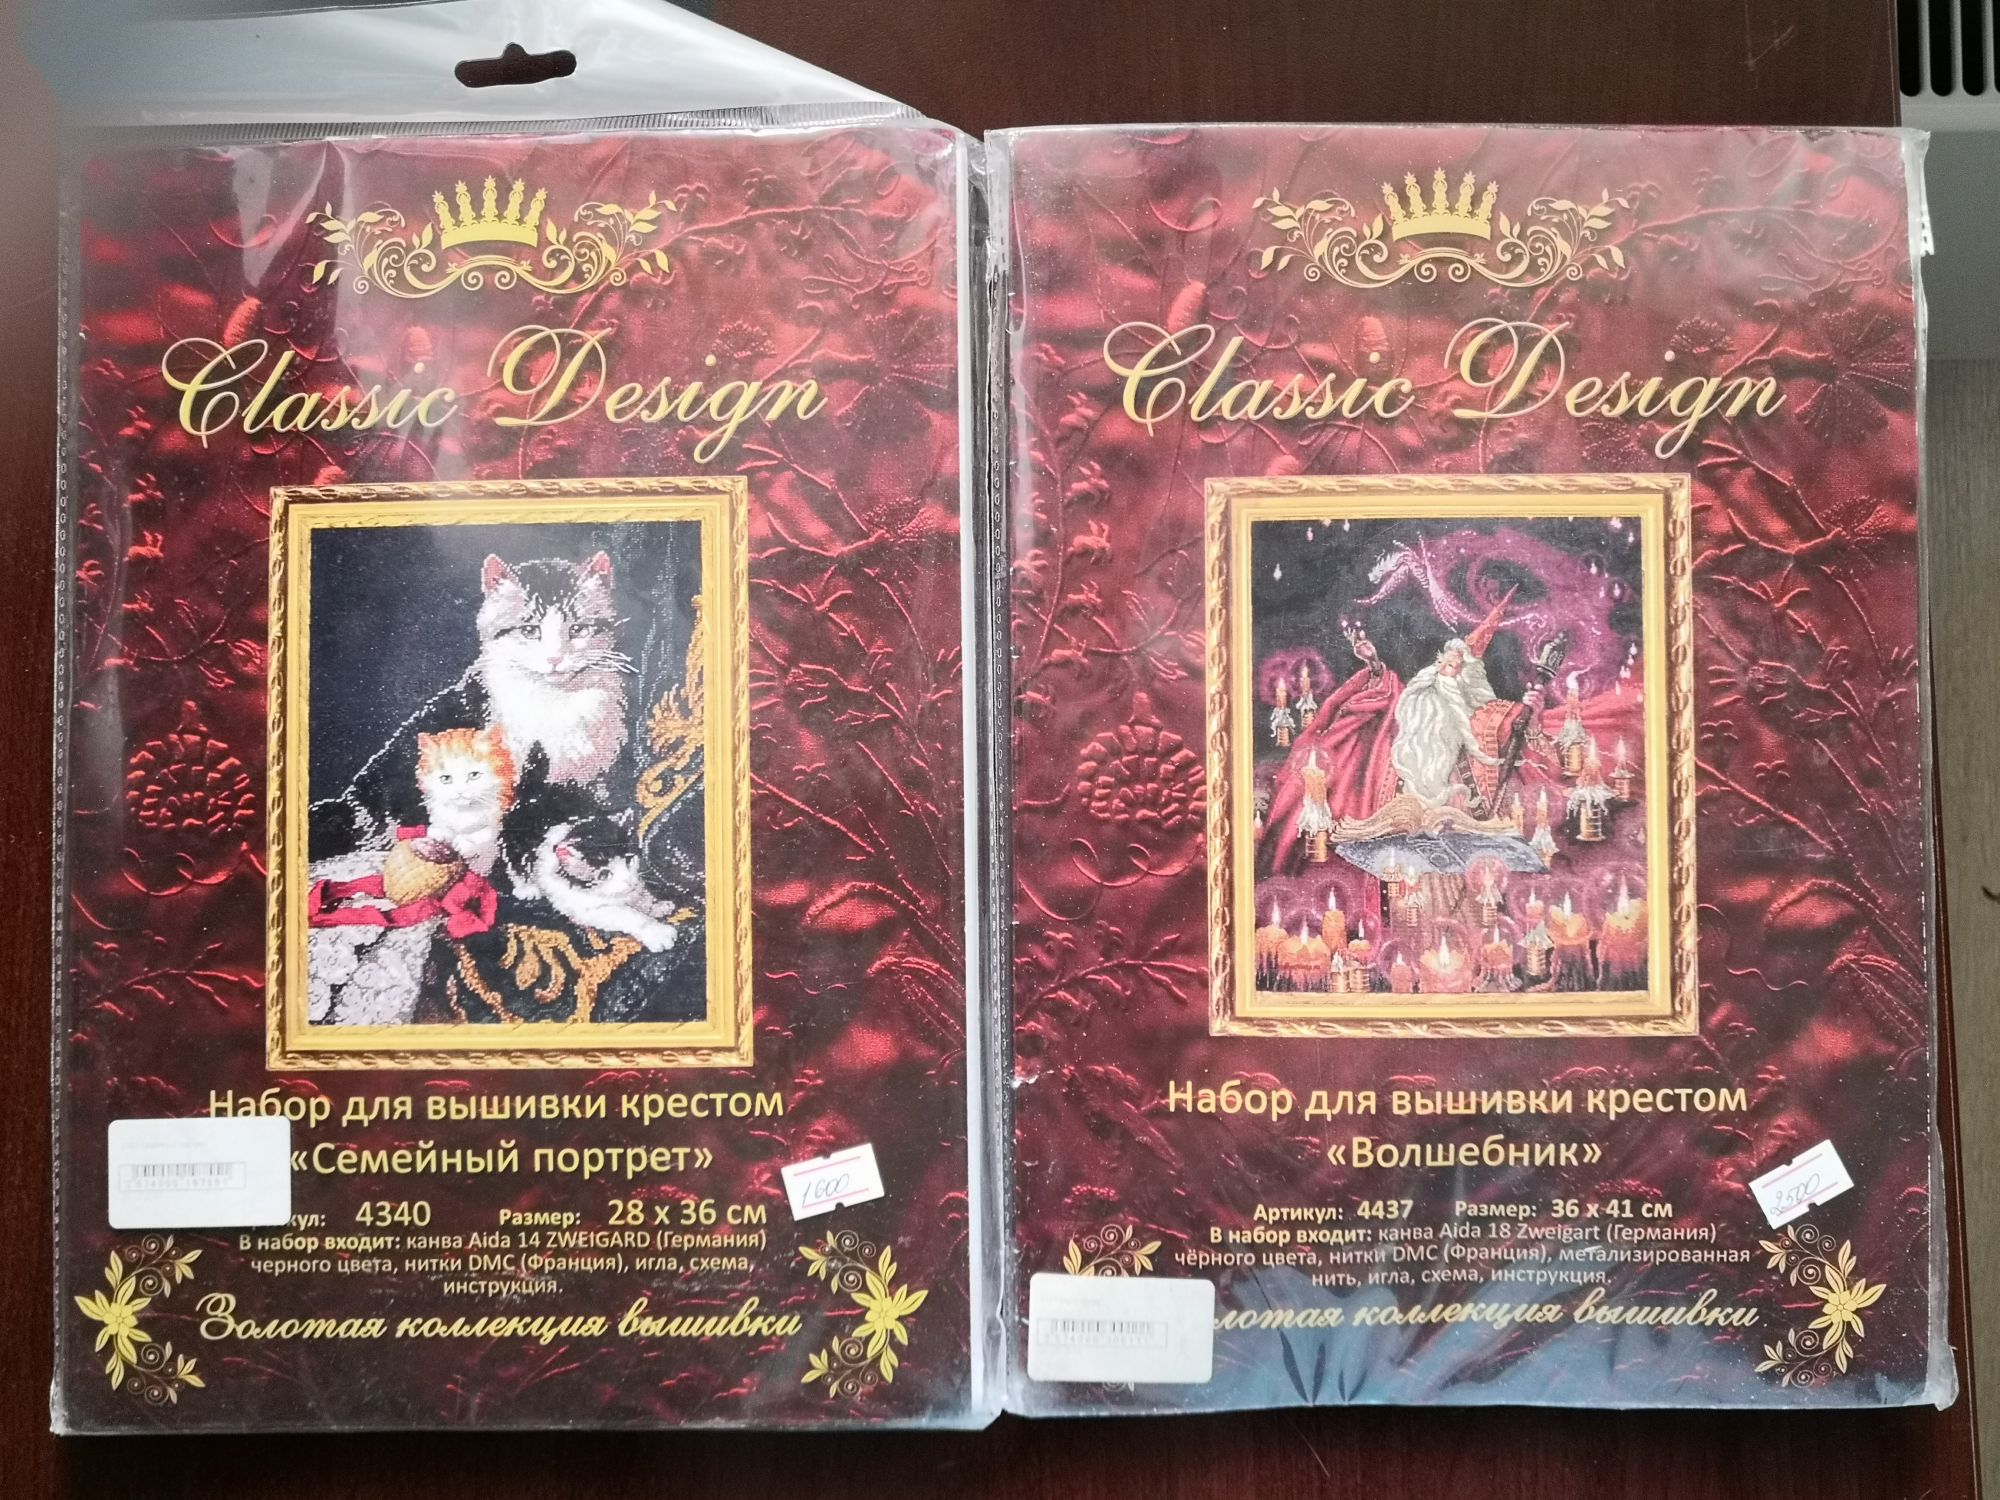 Classic Design
Набор для вышивки крестом
«Семейный портрет»
1600
4340 Размер: 28 х 36 см
В набор входит: канва Aida 14 ZWEIGARD (Германия)
черного цвета, нитки DMC (Франция), игла, схема,
инструкция.
Золотая коллекция вышивки
Classic Design
Набор для вышивки крестом
«Волшебник»
2500
Артикул: 4437 Размер: 36 х 41 см
В набор входит: канва Aida 18 Zweigart (Германия)
чёрного цвета, нитки DMC (Франция), метализированная
нить, игла, схема, инструкция.
коллекция вышивки